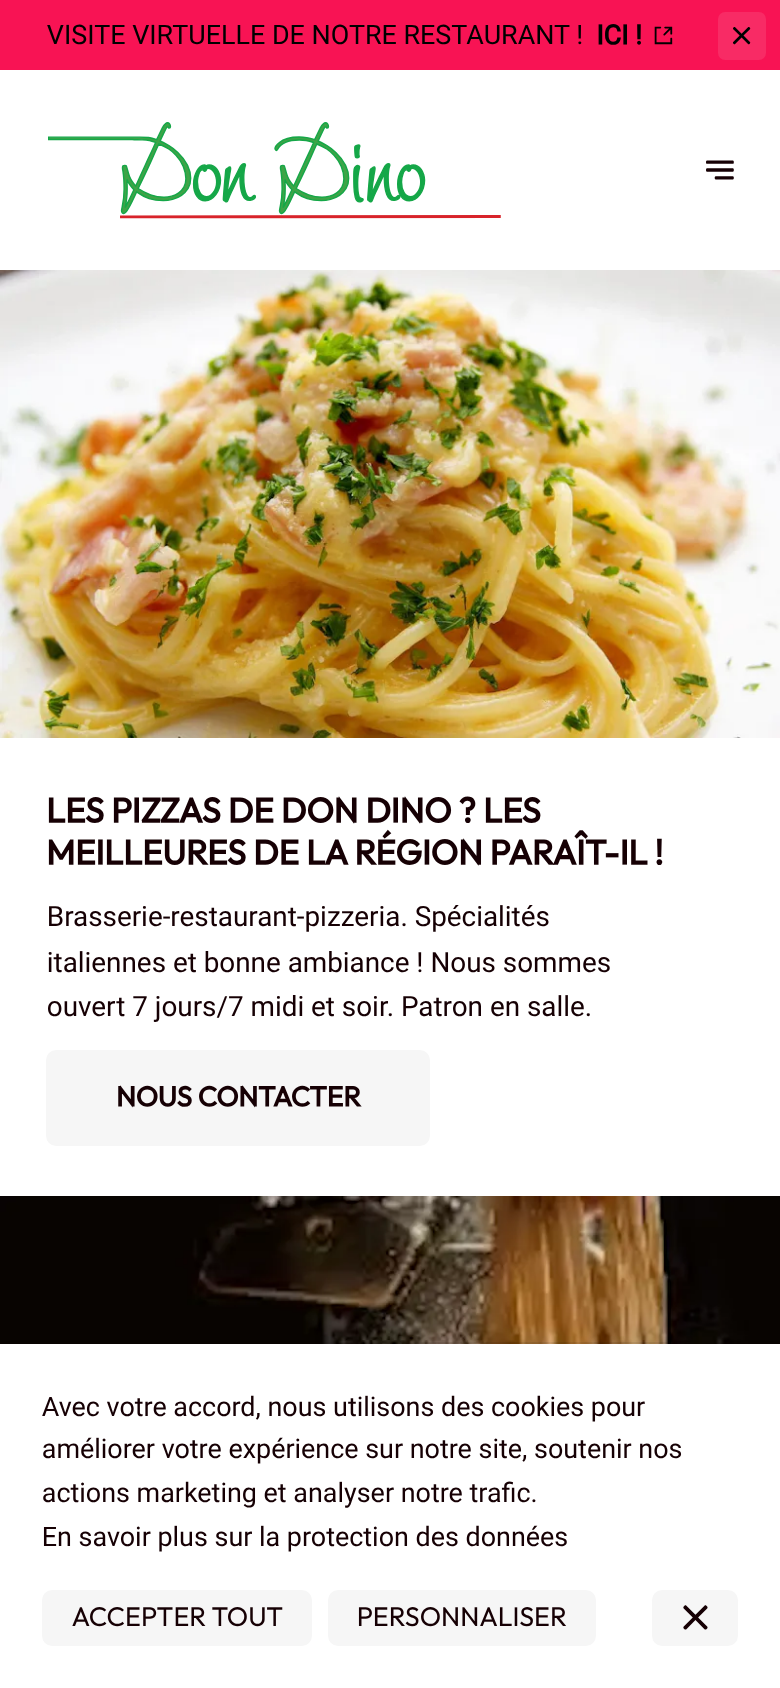 VISITE VIRTUELLE DE NOTRE RESTAURANT ! ICI !
Don Dino
LES PIZZAS DE DON DINO ? LES
MEILLEURES DE LA RÉGION PARAÎT-IL !
Brasserie-restaurant-pizzeria. Spécialités
italiennes et bonne ambiance ! Nous sommes
ouvert 7 jours/7 midi et soir. Patron en salle.
NOUS CONTACTER
Avec votre accord, nous utilisons des cookies pour
améliorer votre expérience sur notre site, soutenir nos
actions marketing et analyser notre trafic.
En savoir plus sur la protection des données
ACCEPTER TOUT PERSONNALISER